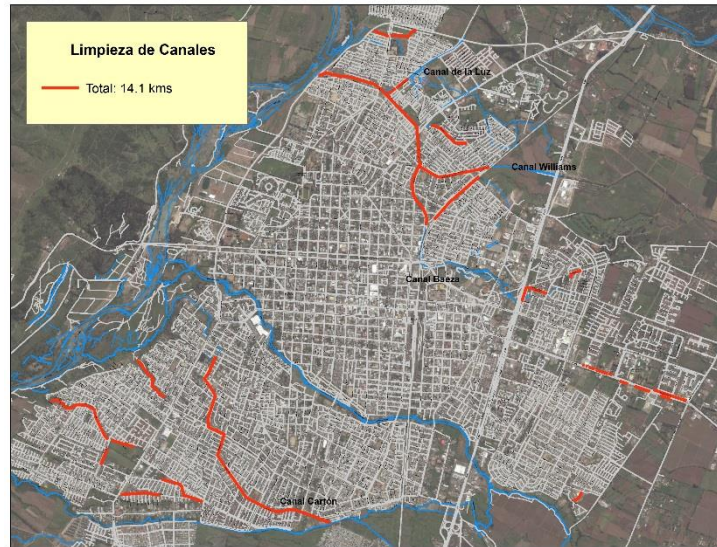 Limpieza de Canales
Total: 14.1 kms
Canal de la Luz
Canal Williams
Canal Baeza
Canal Cartón